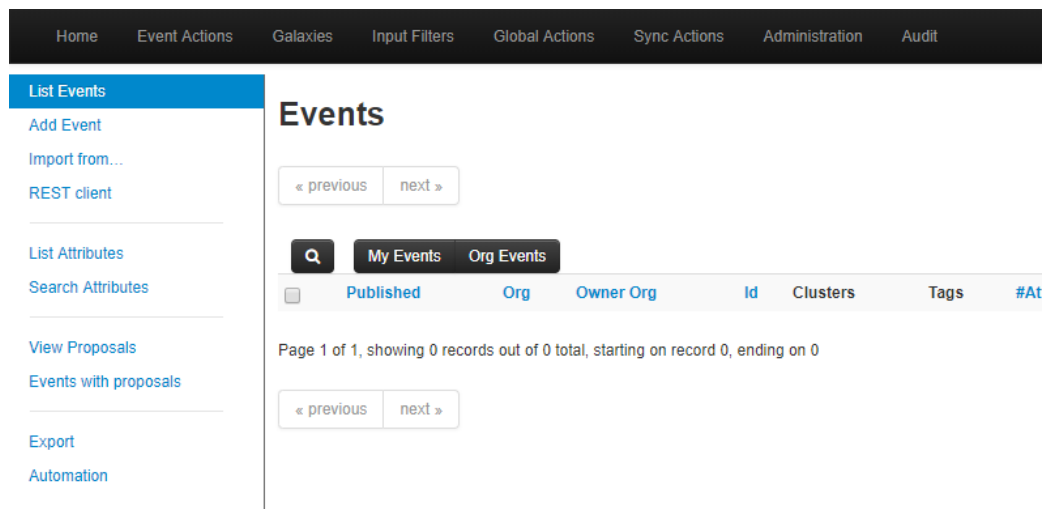 Home Event Actions Galaxies Input Filters Global Actions Sync Actions Administration Audit
List Events
Add Event
Import from…
REST client
List Attributes
Search Attributes
View Proposals
Events with proposals
Export
Automation
Events
« previous next »
My Events Org Events
Published Org Owner Org Id Clusters Tags #At
Page 1 of 1, showing 0 records out of 0 total, starting on record 0, ending on 0
« previous next »